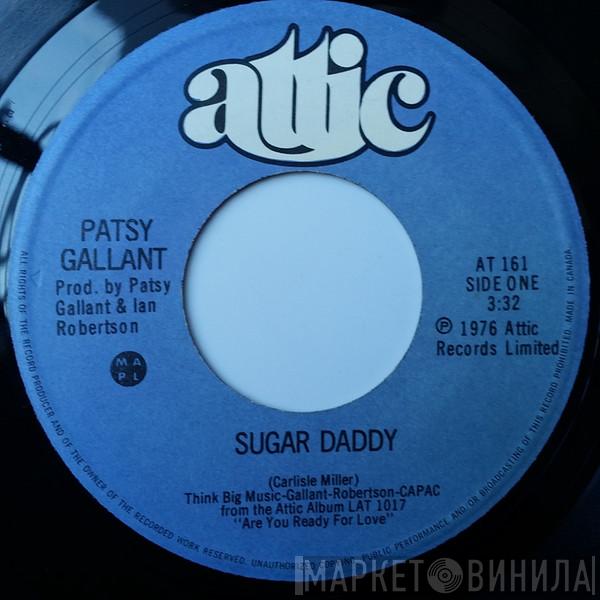 attic
PATSY
GALLANT
Prod. by Patsy
Gallant & Ian
Robertson
M A
P L
AT 161
SIDE ONE
3:32
℗ 1976 Attic
Records Limited
SUGAR DADDY
(Carlisle Miller)
Think Big Music-Gallant-Robertson-CAPAC
from the Attic Album LAT 1017
"Are You Ready For Love"
ALL RIGHTS OF THE RECORD PRODUCER AND OF THE OWNER OF THE RECORDED WORK RESERVED. UNAUTHORIZED COPYING, PUBLIC PERFORMANCE AND/OR BROADCASTING OF THIS RECORD PROHIBITED. MADE IN CANADA.
МАРКЕТ ВИНИЛА